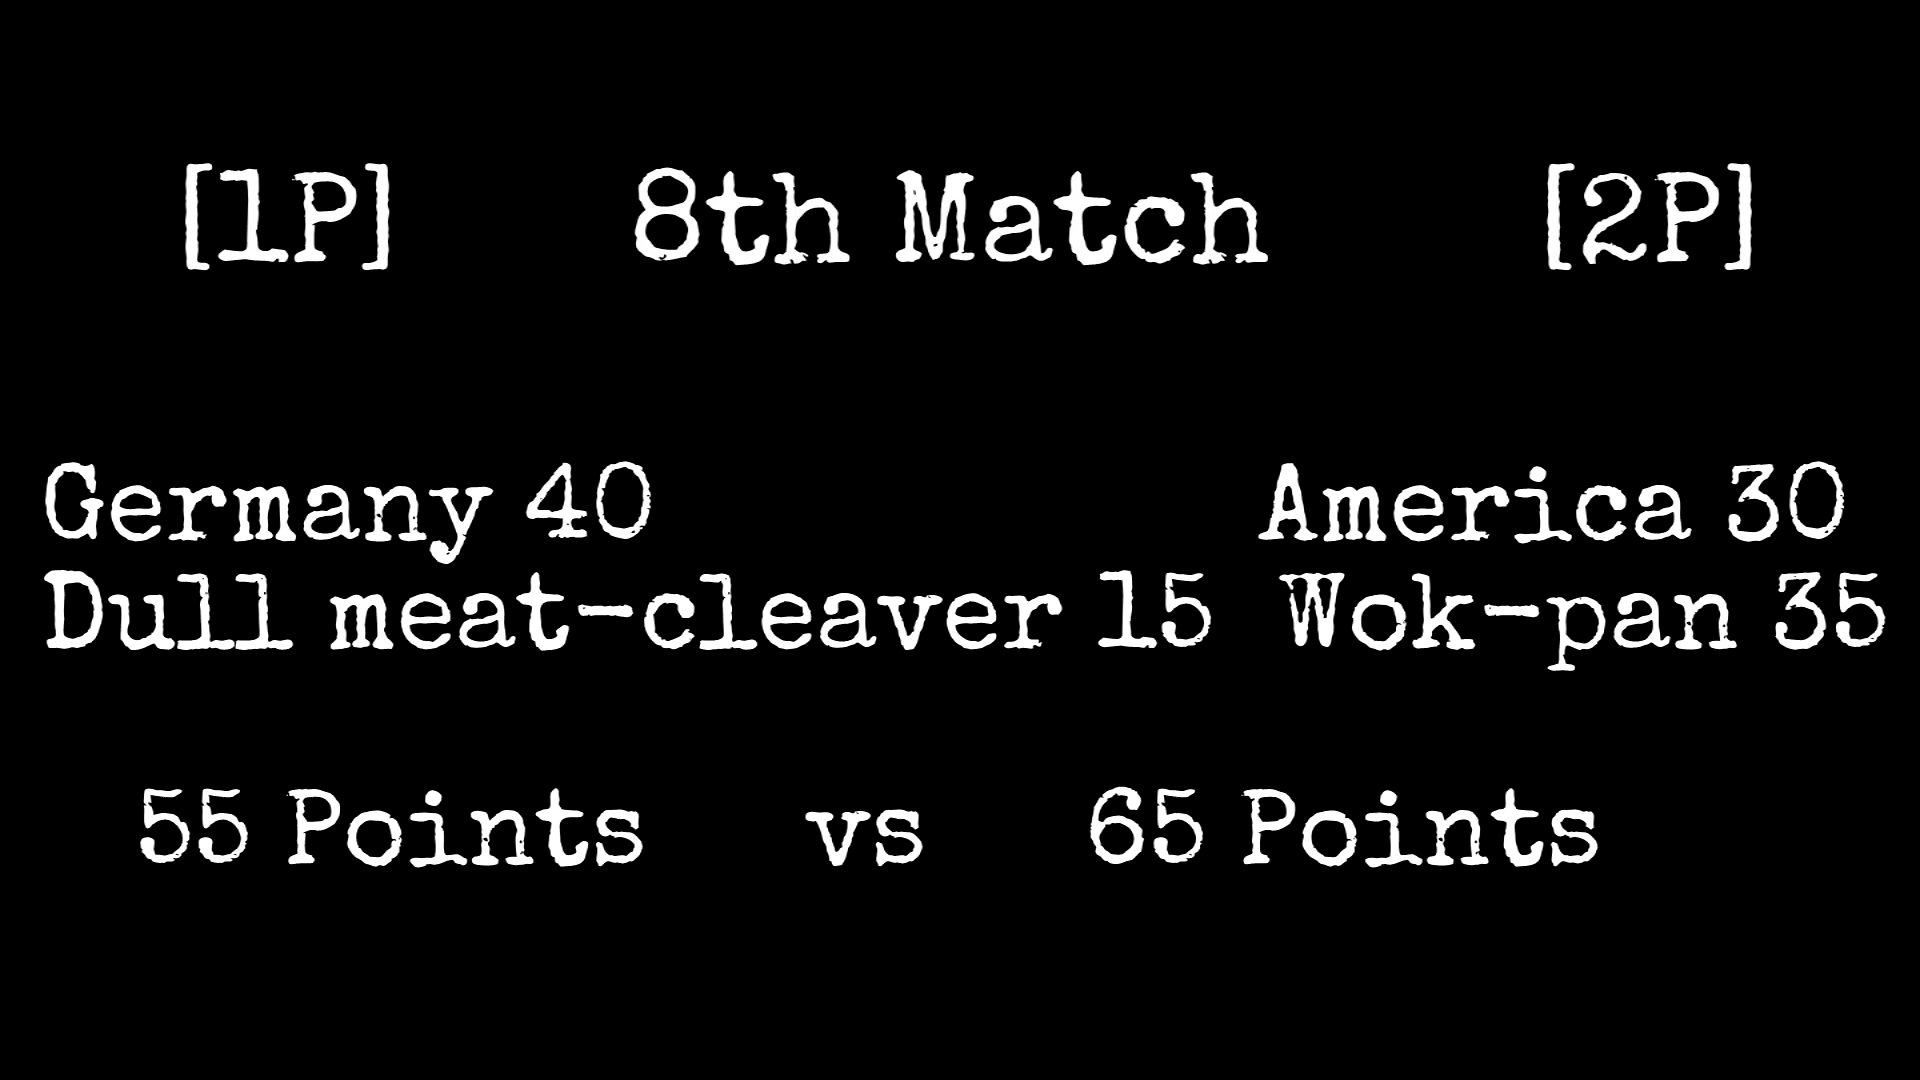 [1P] 8th Match [2P]
Germany 40 America 30
Dull meat-cleaver 15 Wok-pan 35
55 Points vs 65 Points